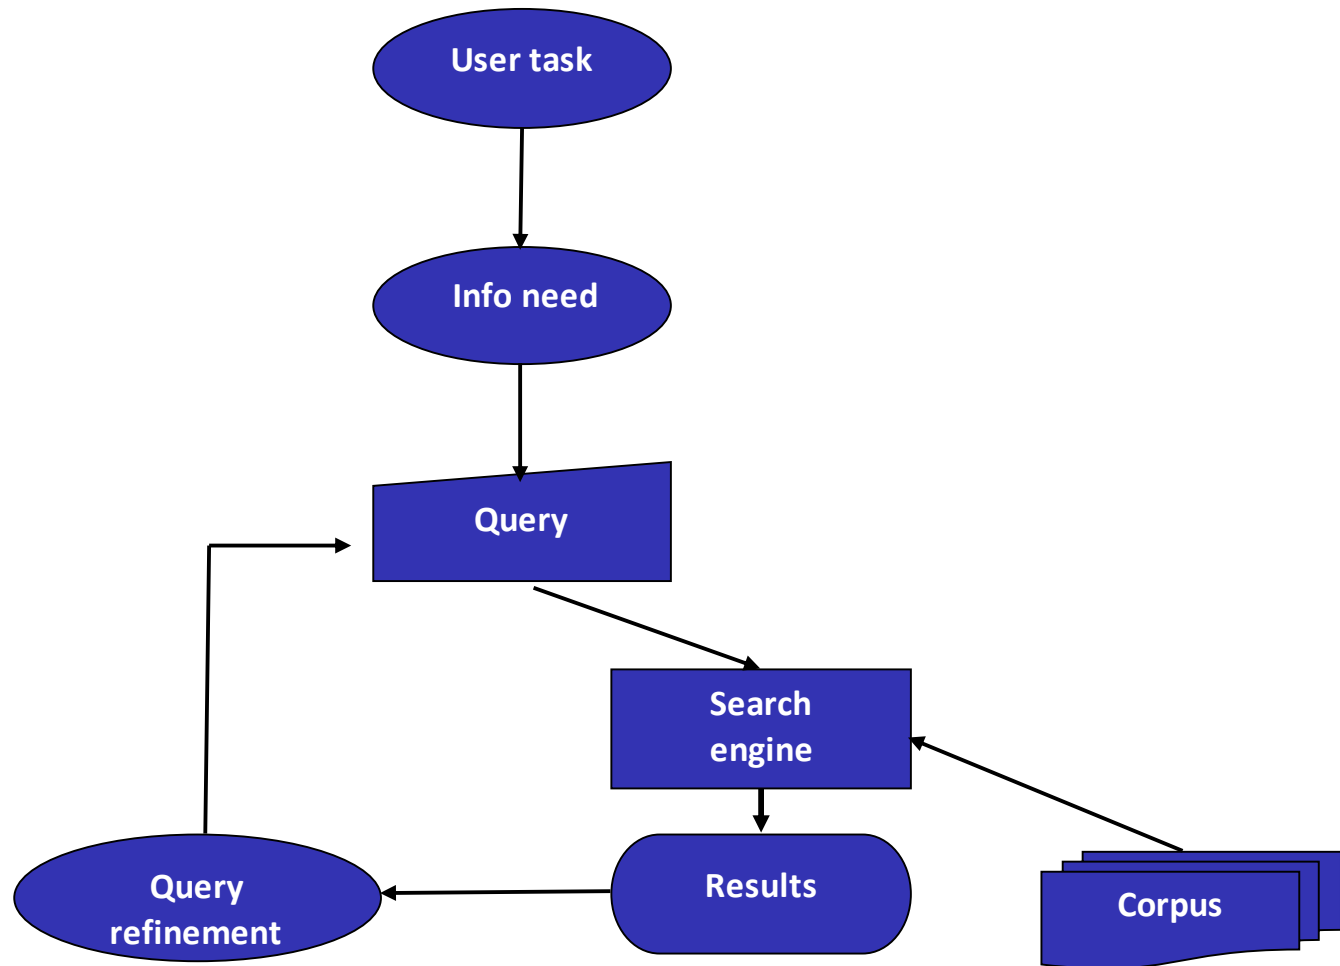 User task
Info need
Query
Search
engine
Results
Query
refinement
Corpus